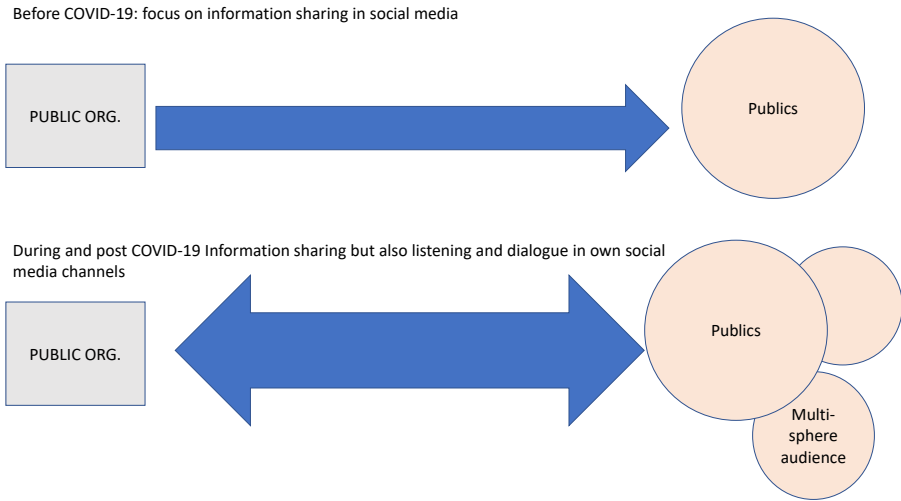 Before COVID-19: focus on information sharing in social media
PUBLIC ORG.
Publics
During and post COVID-19 Information sharing but also listening and dialogue in own social
media channels
PUBLIC ORG.
Publics
Multi-
sphere
audience